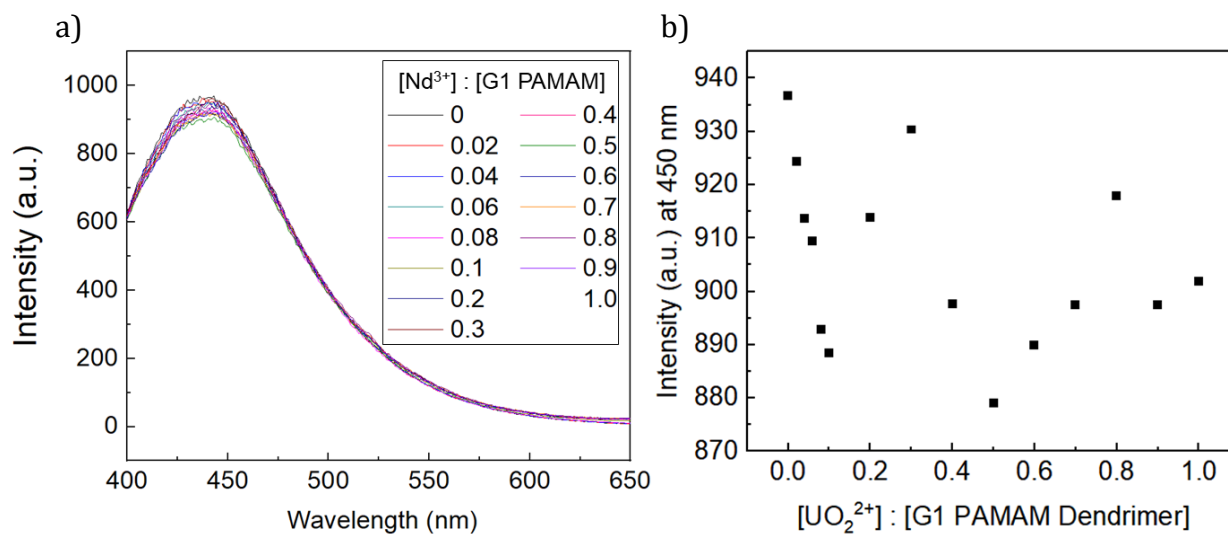 a)
1000
800
600
400
200
0
Intensity (a.u.)
400 450 500 550 600 650
Wavelength (nm)
[Nd³⁺] : [G1 PAMAM]
0 0.4
0.02 0.5
0.04 0.6
0.06 0.7
0.08 0.8
0.1 0.9
0.2 1.0
0.3
b)
940
930
920
910
900
890
880
870
Intensity (a.u.) at 450 nm
0.0 0.2 0.4 0.6 0.8 1.0
[UO₂²⁺] : [G1 PAMAM Dendrimer]